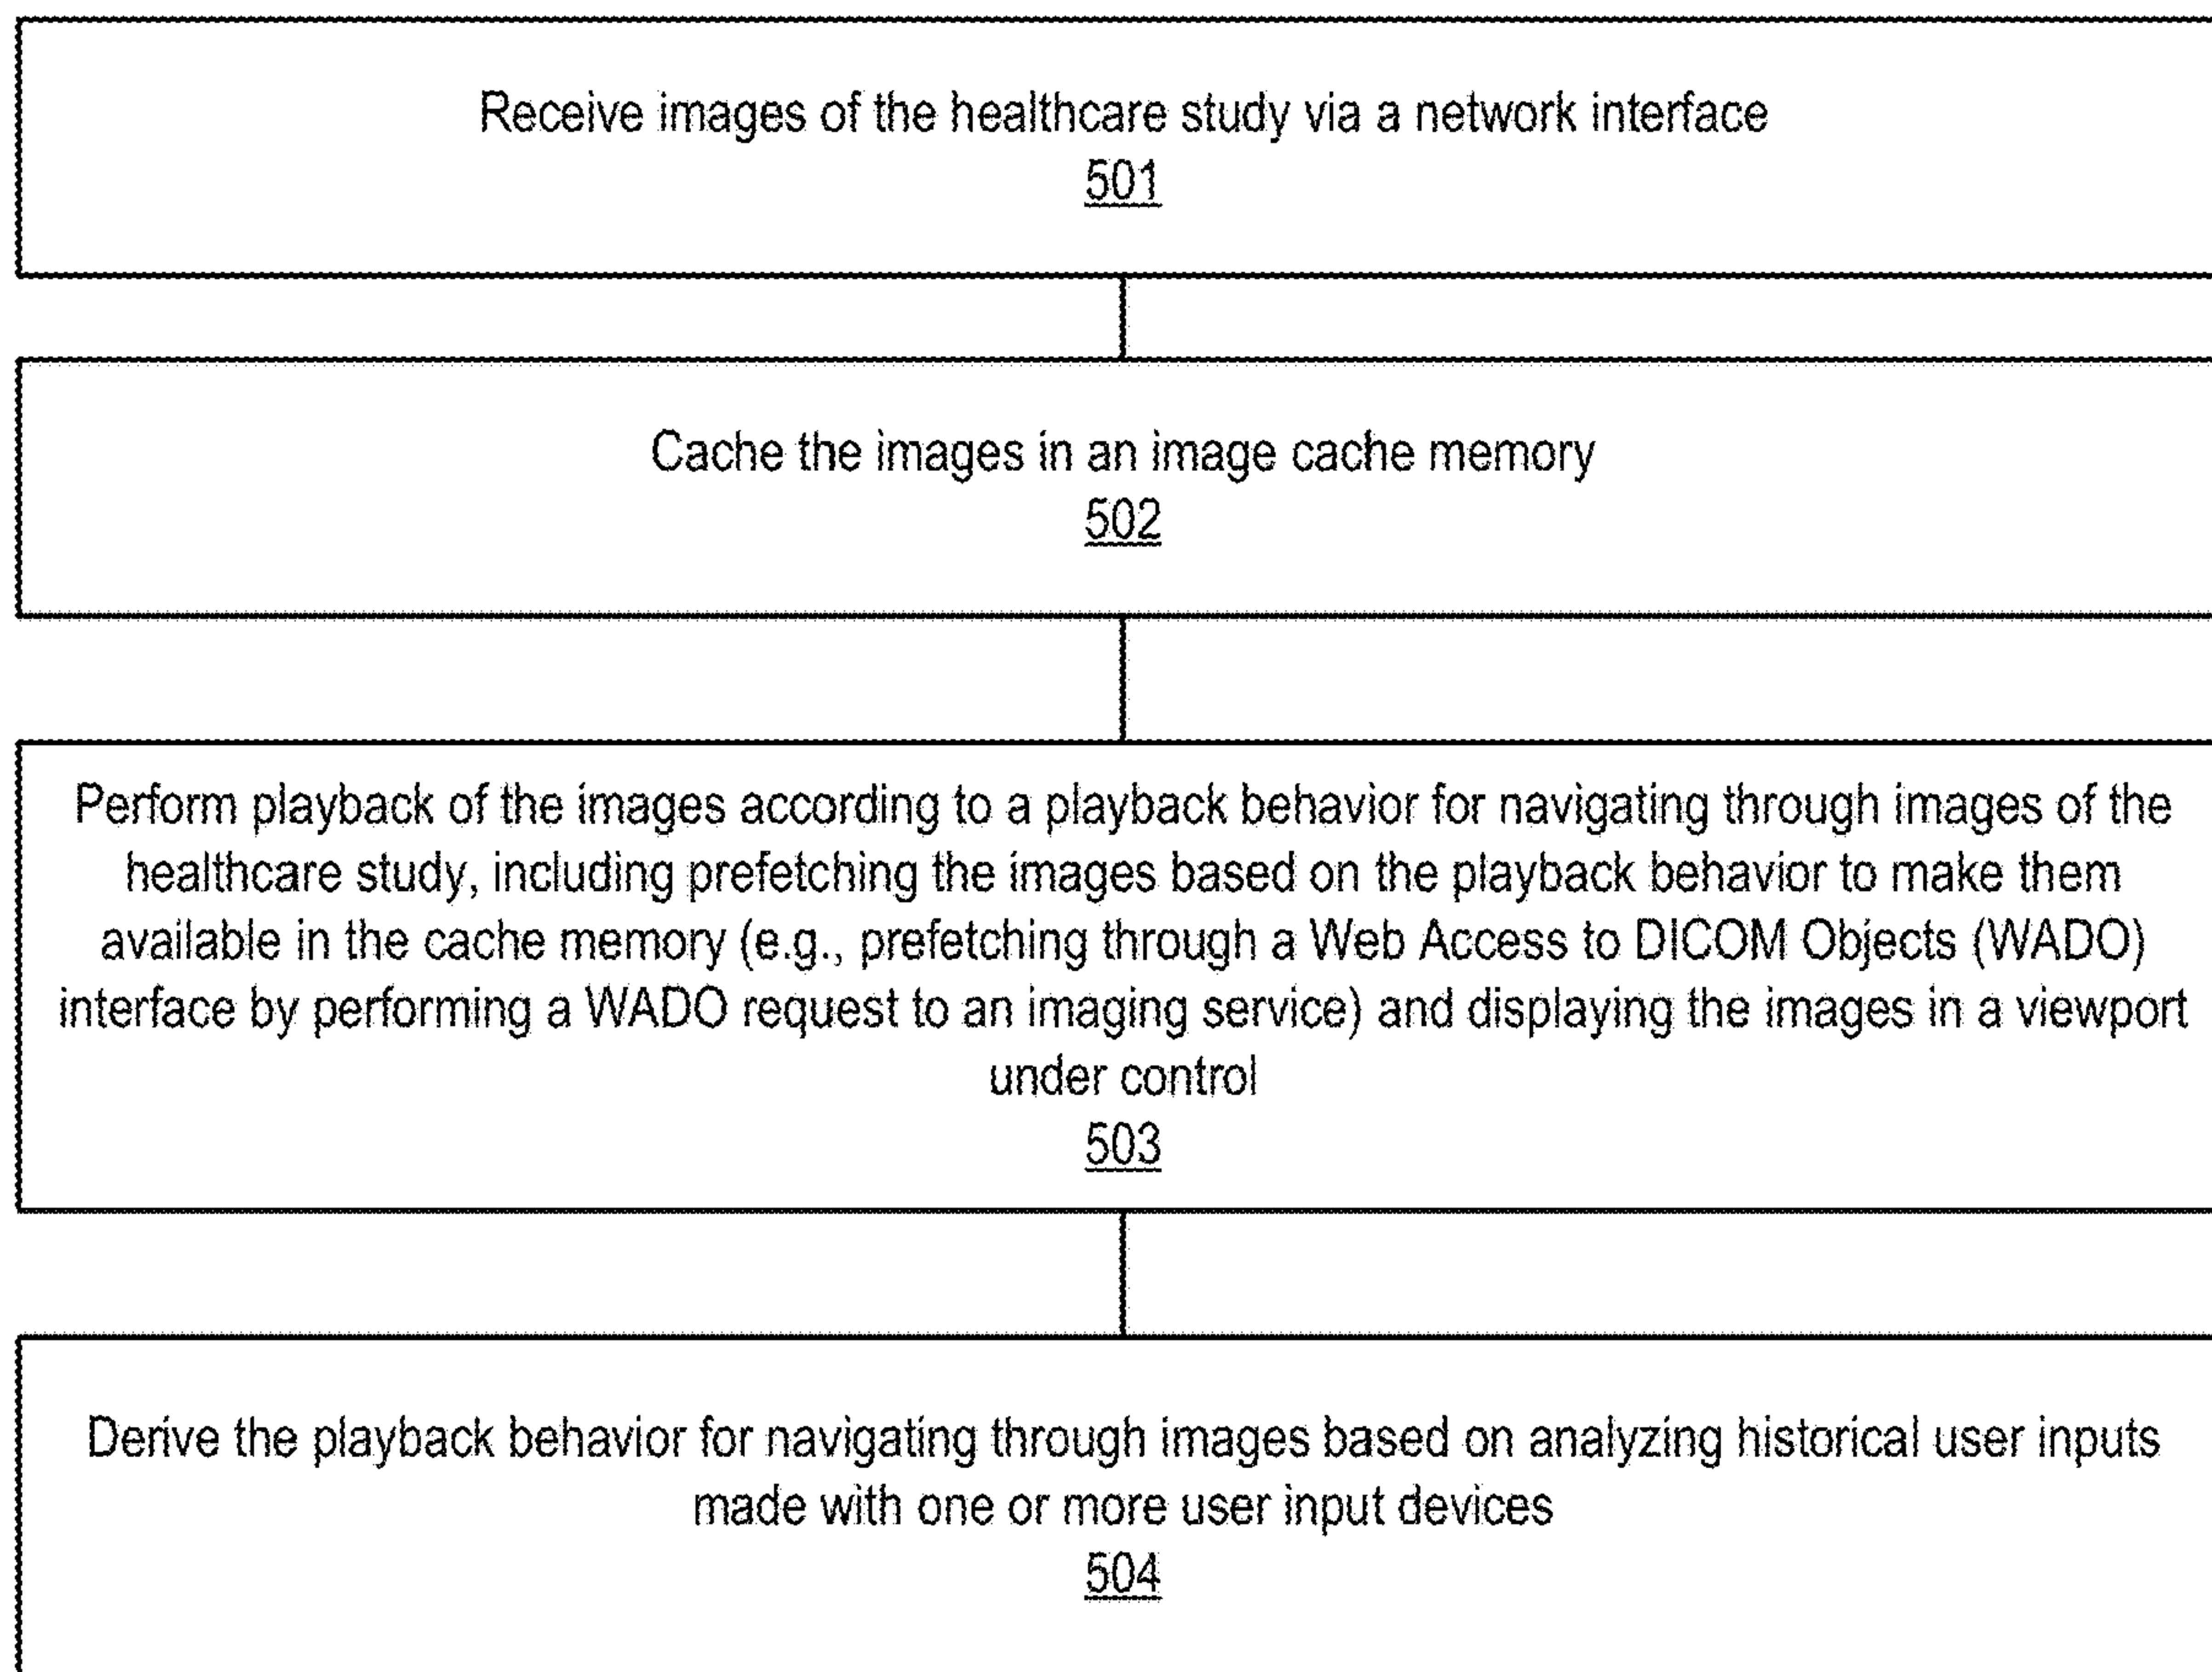 Receive images of the healthcare study via a network interface
501
Cache the images in an image cache memory
502
Perform playback of the images according to a playback behavior for navigating through images of the
healthcare study, including prefetching the images based on the playback behavior to make them
available in the cache memory (e.g., prefetching through a Web Access to DICOM Objects (WADO)
interface by performing a WADO request to an imaging service) and displaying the images in a viewport
under control
503
Derive the playback behavior for navigating through images based on analyzing historical user inputs
made with one or more user input devices
504